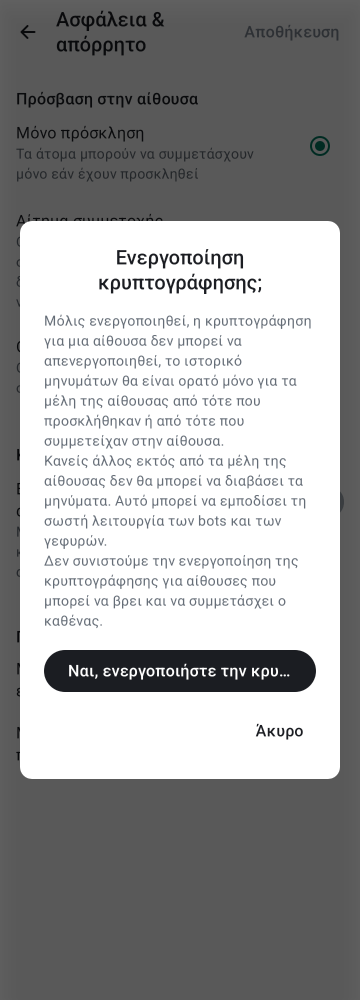 Ασφάλεια &
απόρρητο
Αποθήκευση
Πρόσβαση στην αίθουσα
Μόνο πρόσκληση
Τα άτομα μπορούν να συμμετάσχουν
μόνο εάν έχουν προσκληθεί
Αίτημα συμμετοχής
Ενεργοποίηση
κρυπτογράφησης;
Μόλις ενεργοποιηθεί, η κρυπτογράφηση
για μια αίθουσα δεν μπορεί να
απενεργοποιηθεί, το ιστορικό
μηνυμάτων θα είναι ορατό μόνο για τα
μέλη της αίθουσας από τότε που
προσκλήθηκαν ή από τότε που
συμμετείχαν στην αίθουσα.
Κανείς άλλος εκτός από τα μέλη της
αίθουσας δεν θα μπορεί να διαβάσει τα
μηνύματα. Αυτό μπορεί να εμποδίσει τη
σωστή λειτουργία των bots και των
γεφυρών.
Δεν συνιστούμε την ενεργοποίηση της
κρυπτογράφησης για αίθουσες που
μπορεί να βρει και να συμμετάσχει ο
καθένας.
Ναι, ενεργοποιήστε την κρυ...
Άκυρο